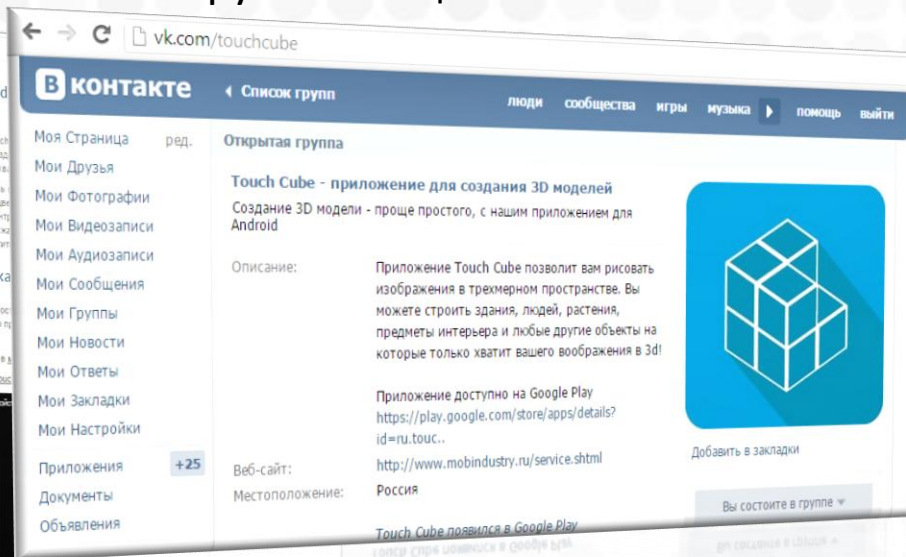 vk.com/touchcube
В контакте
Список групп
люди сообщества игры музыка помощь выйти
Моя Страница ред.
Мои Друзья
Мои Фотографии
Мои Видеозаписи
Мои Аудиозаписи
Мои Сообщения
Мои Группы
Мои Новости
Мои Ответы
Мои Закладки
Мои Настройки
Приложения +25
Документы
Объявления
Открытая группа
Touch Cube - приложение для создания 3D моделей
Создание 3D модели - проще простого, с нашим приложением для
Android
Описание: Приложение Touch Cube позволит вам рисовать
изображения в трехмерном пространстве. Вы
можете строить здания, людей, растения,
предметы интерьера и любые другие объекты на
которые только хватит вашего воображения в 3d!
Приложение доступно на Google Play
https://play.google.com/store/apps/details?
id=ru.touc..
Веб-сайт: http://www.mobindustry.ru/service.shtml
Местоположение: Россия
Touch Cube появился в Google Play
Добавить в закладки
Вы состоите в группе